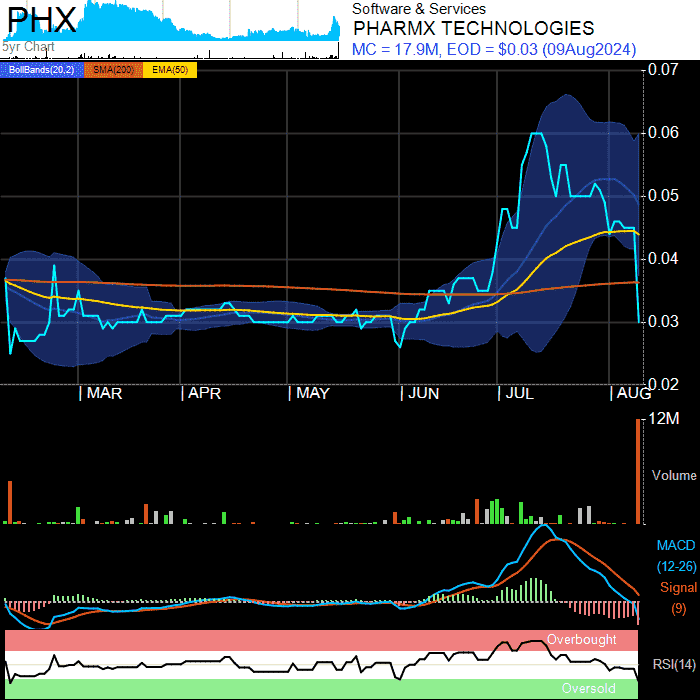 PHX
5yr Chart
Software & Services
PHARMX TECHNOLOGIES
MC = 17.9M, EOD = $0.03 (09Aug2024)
BollBands(20,2) SMA(200) EMA(50)
0.07
0.06
0.05
0.04
0.03
0.02
| MAR | APR | MAY | JUN | JUL | AUG
12M
Volume
MACD
(12-26)
Signal
(9)
Overbought
RSI(14)
Oversold